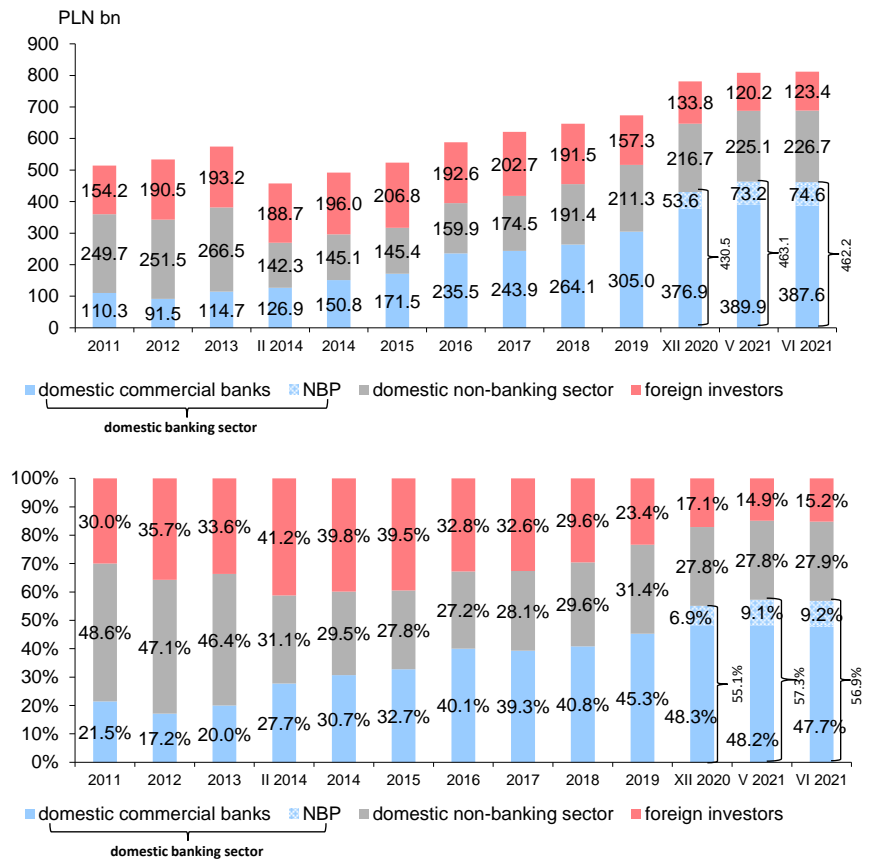 PLN bn
900
800
700
600
500
400
300
200
100
0
154.2 190.5 193.2 188.7 196.0 206.8 192.6 202.7 191.5 157.3 133.8 120.2 123.4
249.7 251.5 266.5 142.3 145.1 145.4 159.9 174.5 191.4 211.3 216.7 225.1 226.7
53.6 73.2 74.6
110.3 91.5 114.7 126.9 150.8 171.5 235.5 243.9 264.1 305.0 376.9 389.9 387.6
430.5 463.1 462.2
2011 2012 2013 II 2014 2014 2015 2016 2017 2018 2019 XII 2020 V 2021 VI 2021
domestic commercial banks NBP domestic non-banking sector foreign investors
domestic banking sector
100%
90%
80%
70%
60%
50%
40%
30%
20%
10%
0%
30.0% 35.7% 33.6% 41.2% 39.8% 39.5% 32.8% 32.6% 29.6% 23.4% 17.1% 14.9% 15.2%
48.6% 47.1% 46.4% 31.1% 29.5% 27.8% 27.2% 28.1% 29.6% 31.4% 27.8% 27.8% 27.9%
6.9% 9.1% 9.2%
21.5% 17.2% 20.0% 27.7% 30.7% 32.7% 40.1% 39.3% 40.8% 45.3% 48.3% 48.2% 47.7%
55.1% 57.3% 56.9%
2011 2012 2013 II 2014 2014 2015 2016 2017 2018 2019 XII 2020 V 2021 VI 2021
domestic commercial banks NBP domestic non-banking sector foreign investors
domestic banking sector